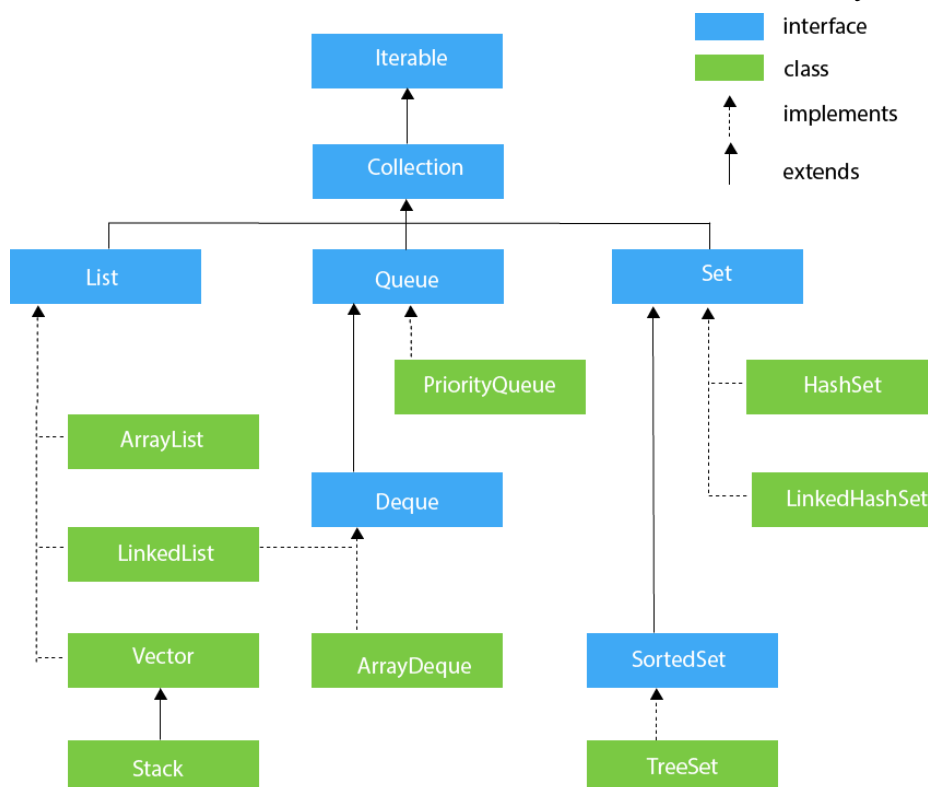 interface
Iterable
class
implements
Collection
extends
List
Queue
Set
PriorityQueue
HashSet
ArrayList
Deque
LinkedHashSet
LinkedList
Vector
ArrayDeque
SortedSet
Stack
TreeSet